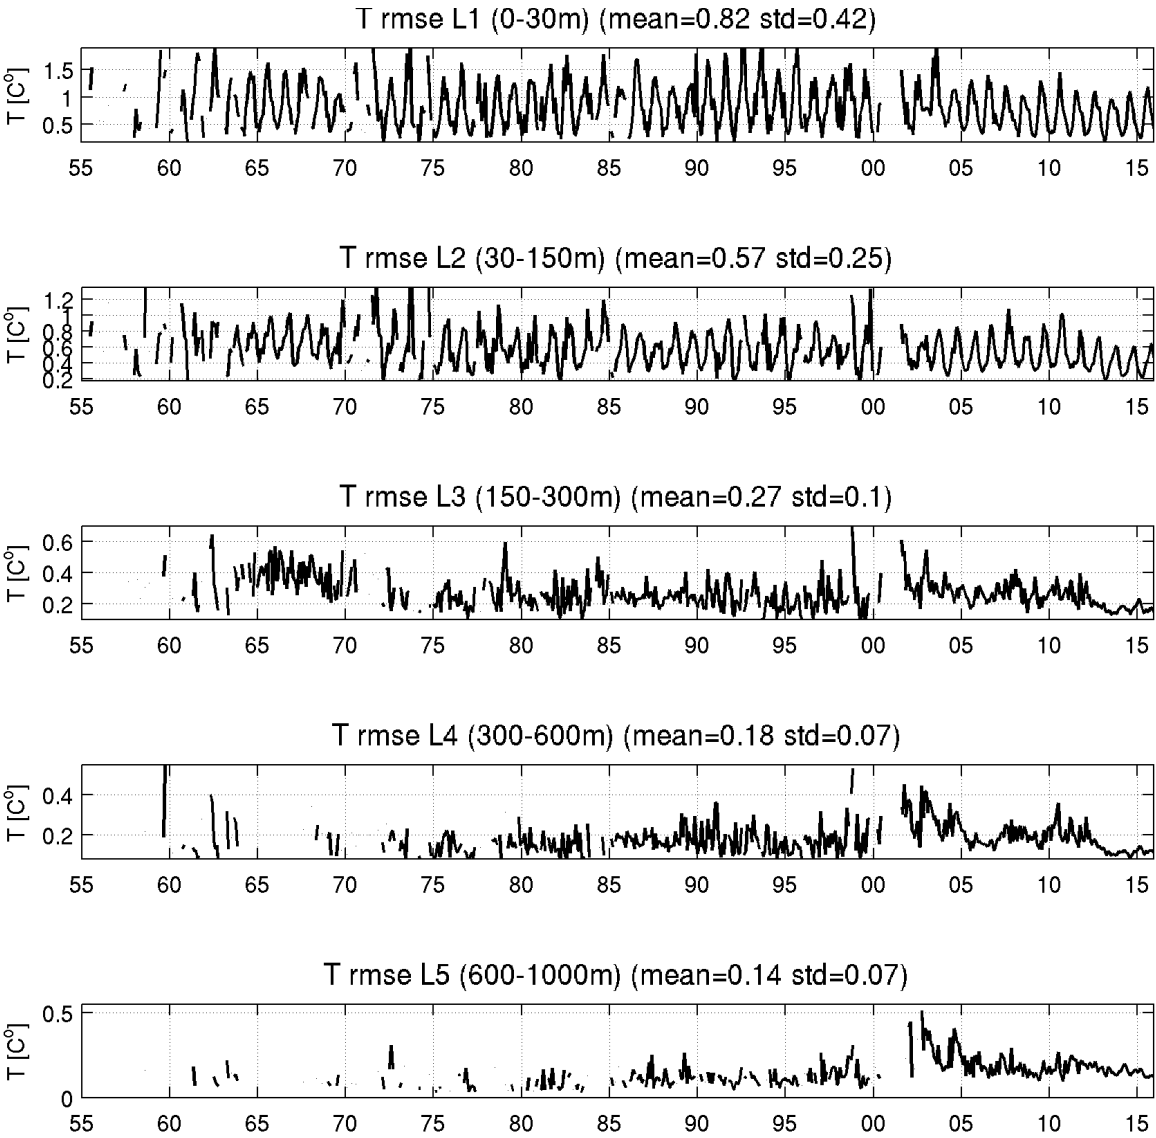 T rmse L1 (0-30m) (mean=0.82 std=0.42)
T [C°]
1.5
1
0.5
55 60 65 70 75 80 85 90 95 00 05 10 15
T rmse L2 (30-150m) (mean=0.57 std=0.25)
T [C°]
1.2
1
0.8
0.6
0.4
0.2
55 60 65 70 75 80 85 90 95 00 05 10 15
T rmse L3 (150-300m) (mean=0.27 std=0.1)
T [C°]
0.6
0.4
0.2
55 60 65 70 75 80 85 90 95 00 05 10 15
T rmse L4 (300-600m) (mean=0.18 std=0.07)
T [C°]
0.4
0.2
55 60 65 70 75 80 85 90 95 00 05 10 15
T rmse L5 (600-1000m) (mean=0.14 std=0.07)
T [C°]
0.5
0
55 60 65 70 75 80 85 90 95 00 05 10 15